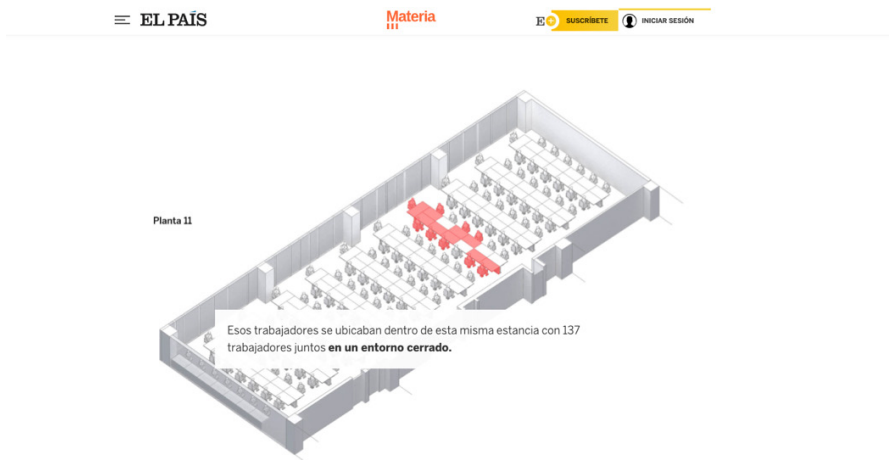 EL PAÍS
Materia
E+ SUSCRÍBETE
INICIAR SESIÓN
Planta 11
Esos trabajadores se ubicaban dentro de esta misma estancia con 137
trabajadores juntos en un entorno cerrado.